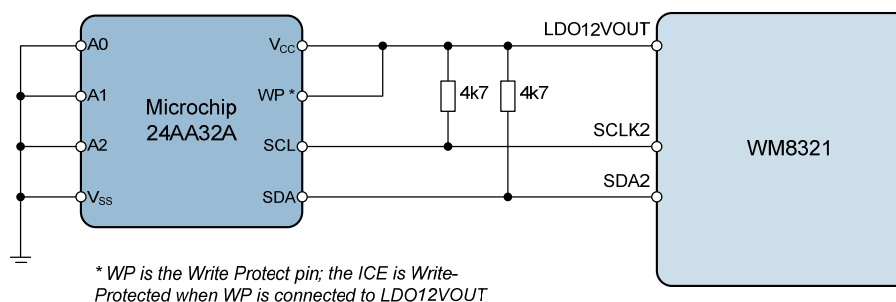 LDO12VOUT
A0
VCC
A1
WP *
4k7
4k7
Microchip
24AA32A
SCLK2
A2
SCL
WM8321
SDA2
VSS
SDA
* WP is the Write Protect pin; the ICE is Write-
Protected when WP is connected to LDO12VOUT